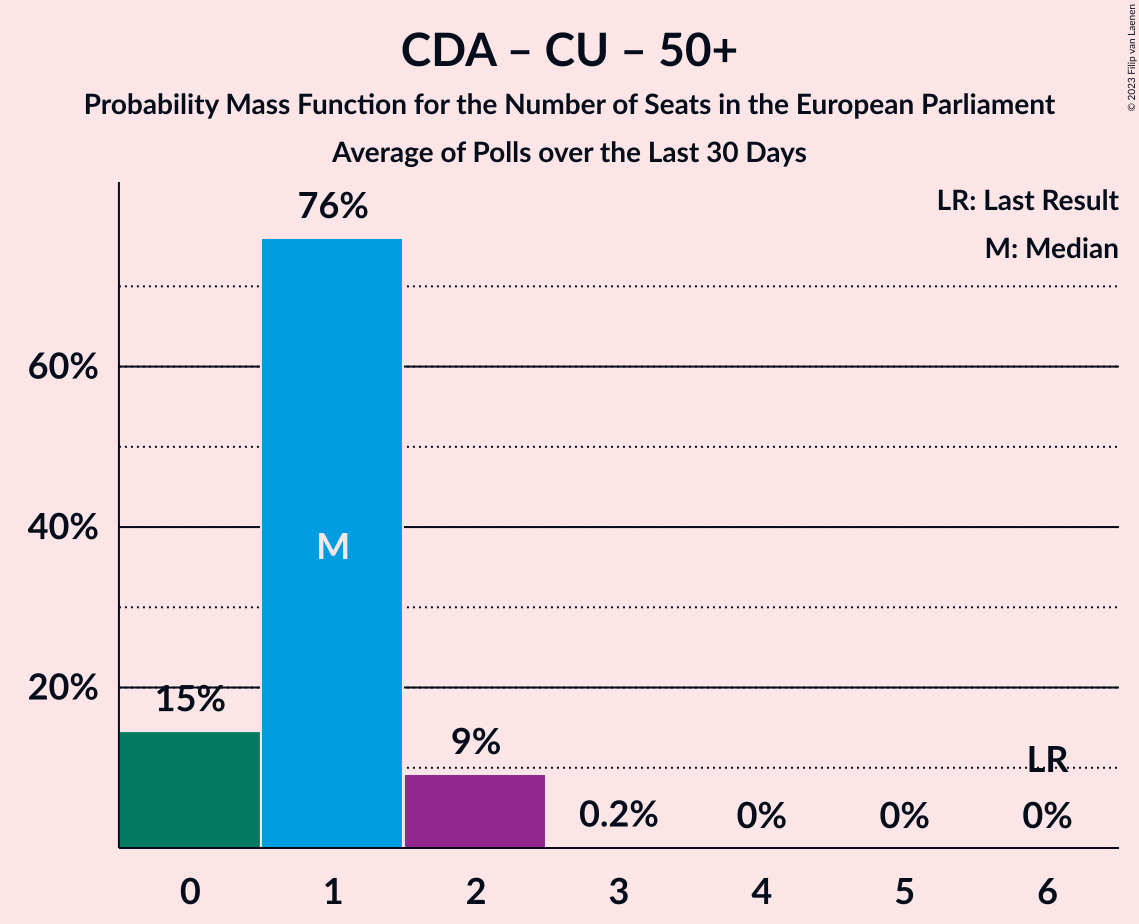 CDA – CU – 50+
Probability Mass Function for the Number of Seats in the European Parliament
Average of Polls over the Last 30 Days
© 2023 Filip van Laenen
LR: Last Result
M: Median
76%
60%
40%
M
20%
15%
9%
LR
0.2%
0%
0%
0%
0 1 2 3 4 5 6